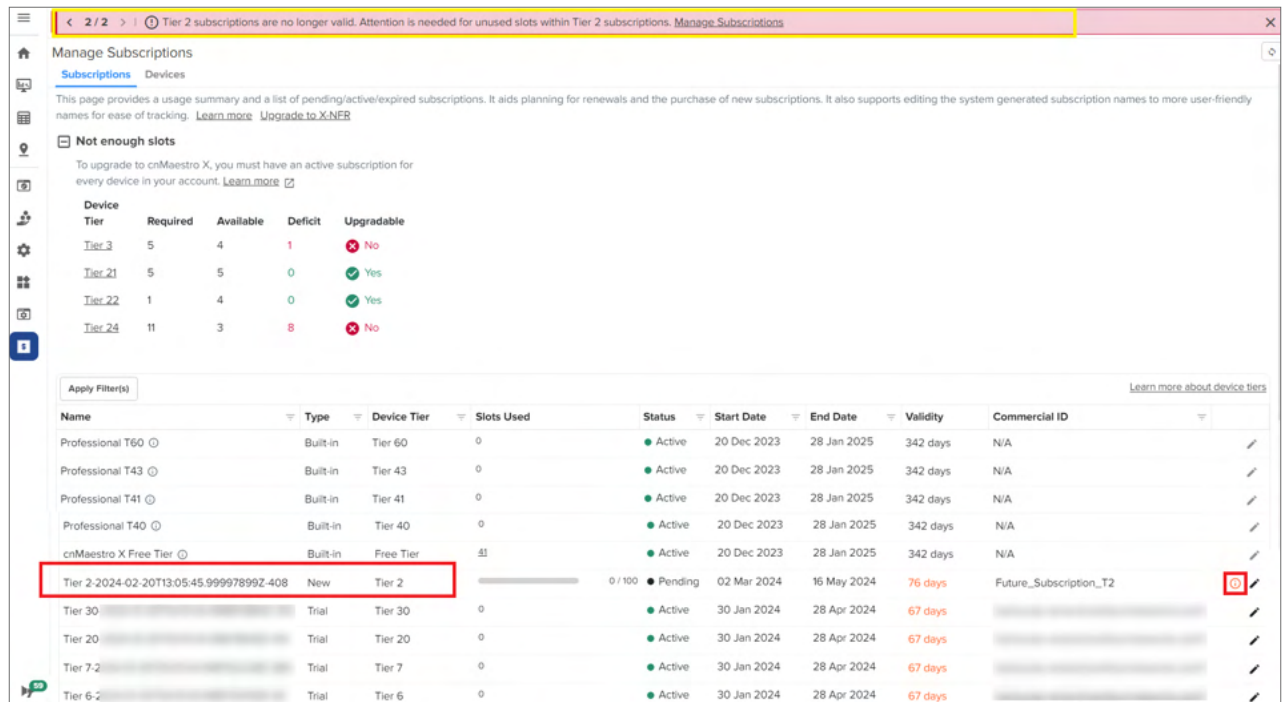 2 / 2 Tier 2 subscriptions are no longer valid. Attention is needed for unused slots within Tier 2 subscriptions. Manage Subscriptions
Manage Subscriptions
Subscriptions Devices
This page provides a usage summary and a list of pending/active/expired subscriptions. It aids planning for renewals and the purchase of new subscriptions. It also supports editing the system generated subscription names to more user-friendly
names for ease of tracking. Learn more Upgrade to X-NFR
Not enough slots
To upgrade to cnMaestro X, you must have an active subscription for
every device in your account. Learn more
Device
Tier Required Available Deficit Upgradable
Tier 3 5 4 1 No
Tier 21 5 5 0 Yes
Tier 22 1 4 0 Yes
Tier 24 11 3 8 No
Apply Filter(s) Learn more about device tiers
Name Type Device Tier Slots Used Status Start Date End Date Validity Commercial ID
Professional T60 Built-in Tier 60 0 Active 20 Dec 2023 28 Jan 2025 342 days N/A
Professional T43 Built-in Tier 43 0 Active 20 Dec 2023 28 Jan 2025 342 days N/A
Professional T41 Built-in Tier 41 0 Active 20 Dec 2023 28 Jan 2025 342 days N/A
Professional T40 Built-in Tier 40 0 Active 20 Dec 2023 28 Jan 2025 342 days N/A
cnMaestro X Free Tier Built-in Free Tier 41 Active 20 Dec 2023 28 Jan 2025 342 days N/A
Tier 2-2024-02-20T13:05:45.99997899Z-408 New Tier 2 0 / 100 Pending 02 Mar 2024 16 May 2024 76 days Future_Subscription_T2
Tier 30 Trial Tier 30 0 Active 30 Jan 2024 28 Apr 2024 67 days
Tier 20 Trial Tier 20 0 Active 30 Jan 2024 28 Apr 2024 67 days
Tier 7-2 Trial Tier 7 0 Active 30 Jan 2024 28 Apr 2024 67 days
59
Tier 6-2 Trial Tier 6 0 Active 30 Jan 2024 28 Apr 2024 67 days